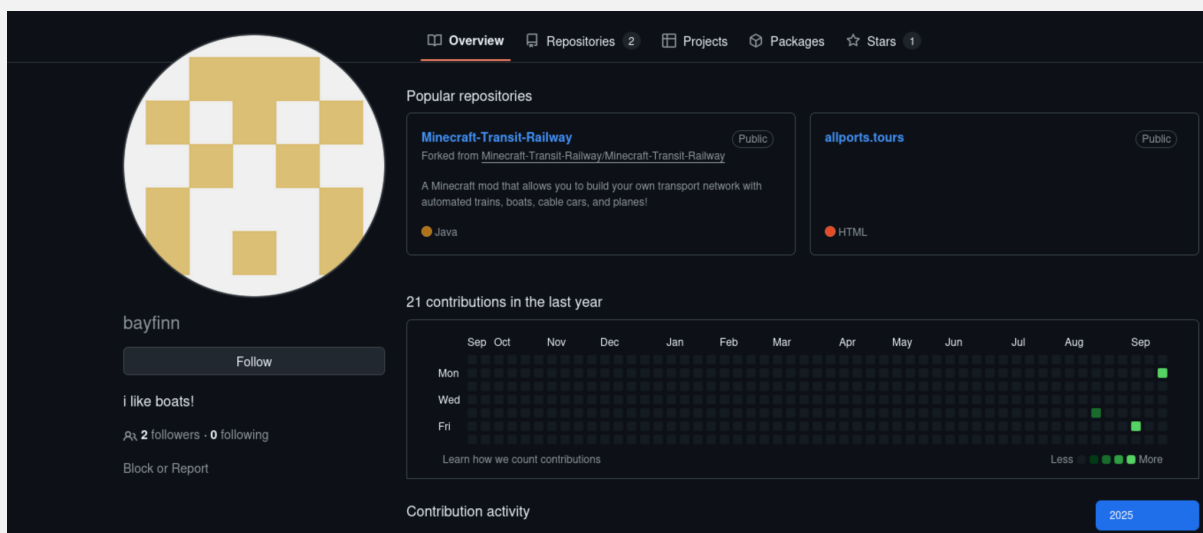 Overview Repositories 2 Projects Packages Stars 1
bayfinn
Follow
i like boats!
2 followers · 0 following
Block or Report
Popular repositories
Minecraft-Transit-Railway Public
Forked from Minecraft-Transit-Railway/Minecraft-Transit-Railway
A Minecraft mod that allows you to build your own transport network with
automated trains, boats, cable cars, and planes!
Java
allports.tours Public
HTML
21 contributions in the last year
Sep Oct Nov Dec Jan Feb Mar Apr May Jun Jul Aug Sep
Mon
Wed
Fri
Learn how we count contributions Less More
Contribution activity
2025